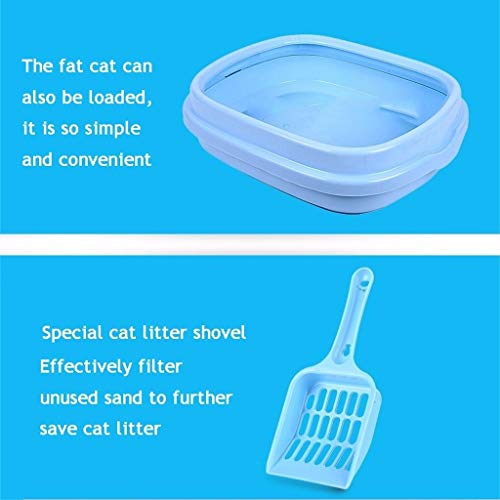 The fat cat can
also be loaded,
it is so simple
and convenient
Special cat litter shovel
Effectively filter
unused sand to further
save cat litter